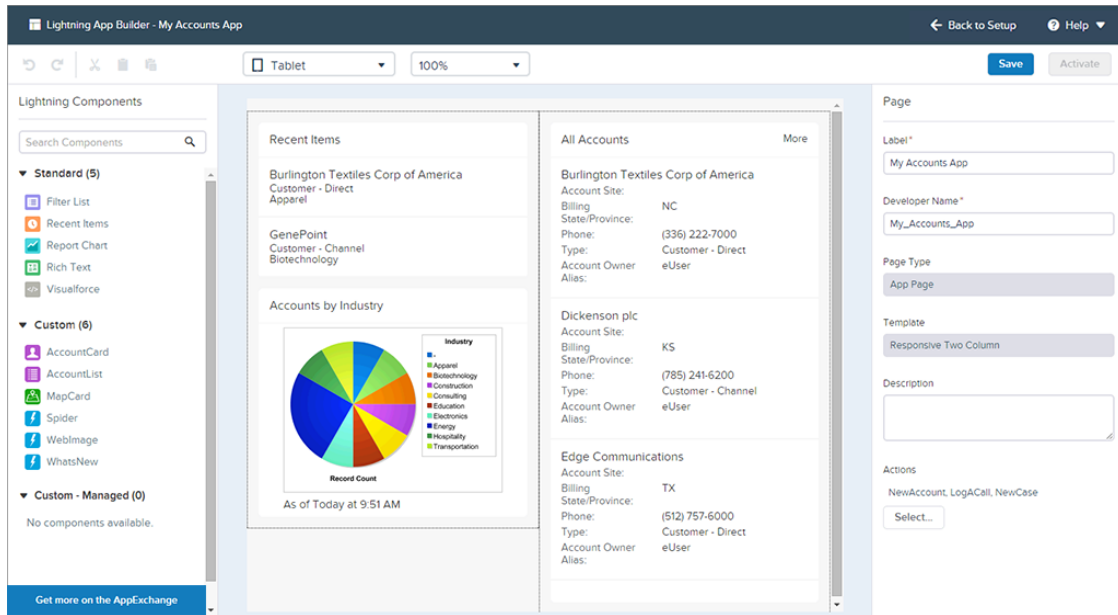 Lightning App Builder - My Accounts App
Back to Setup
Help
Tablet
100%
Save
Activate
Lightning Components
Search Components
Standard (5)
Filter List
Recent Items
Report Chart
Rich Text
Visualforce
Custom (6)
AccountCard
AccountList
MapCard
Spider
WebImage
WhatsNew
Custom - Managed (0)
No components available.
Get more on the AppExchange
Recent Items
Burlington Textiles Corp of America
Customer - Direct
Apparel
GenePoint
Customer - Channel
Biotechnology
Accounts by Industry
Industry
-
Apparel
Biotechnology
Construction
Consulting
Education
Electronics
Energy
Hospitality
Transportation
Record Count
As of Today at 9:51 AM
All Accounts More
Burlington Textiles Corp of America
Account Site:
Billing NC
State/Province:
Phone: (336) 222-7000
Type: Customer - Direct
Account Owner eUser
Alias:
Dickenson plc
Account Site:
Billing KS
State/Province:
Phone: (785) 241-6200
Type: Customer - Channel
Account Owner eUser
Alias:
Edge Communications
Account Site:
Billing TX
State/Province:
Phone: (512) 757-6000
Type: Customer - Direct
Account Owner eUser
Alias:
Page
Label*
My Accounts App
Developer Name*
My_Accounts_App
Page Type
App Page
Template
Responsive Two Column
Description
Actions
NewAccount, LogACall, NewCase
Select...